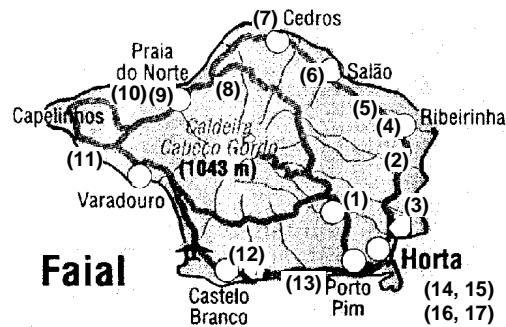 (7) Cedros
Praia
do Norte
(6) Salão
(10) (9)
(8)
(5)
Capelinhos
(4) Ribeirinha
Caldeira
Cabeço Gordo
(1043 m)
(2)
(11)
Varadouro
(1)
(3)
Faial
(12)
Horta
Castelo
Branco
(13)
Porto
Pim
(14, 15)
(16, 17)